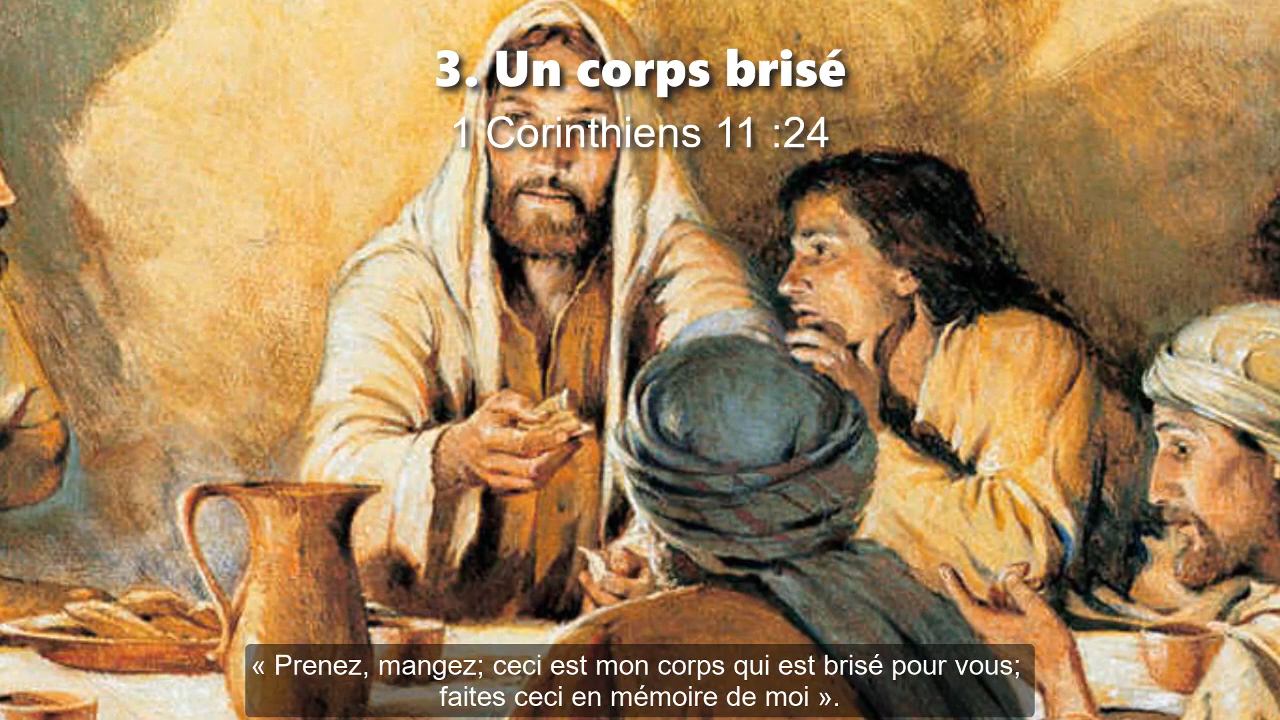 3. Un corps brisé
1 Corinthiens 11 :24
« Prenez, mangez; ceci est mon corps qui est brisé pour vous;
faites ceci en mémoire de moi ».